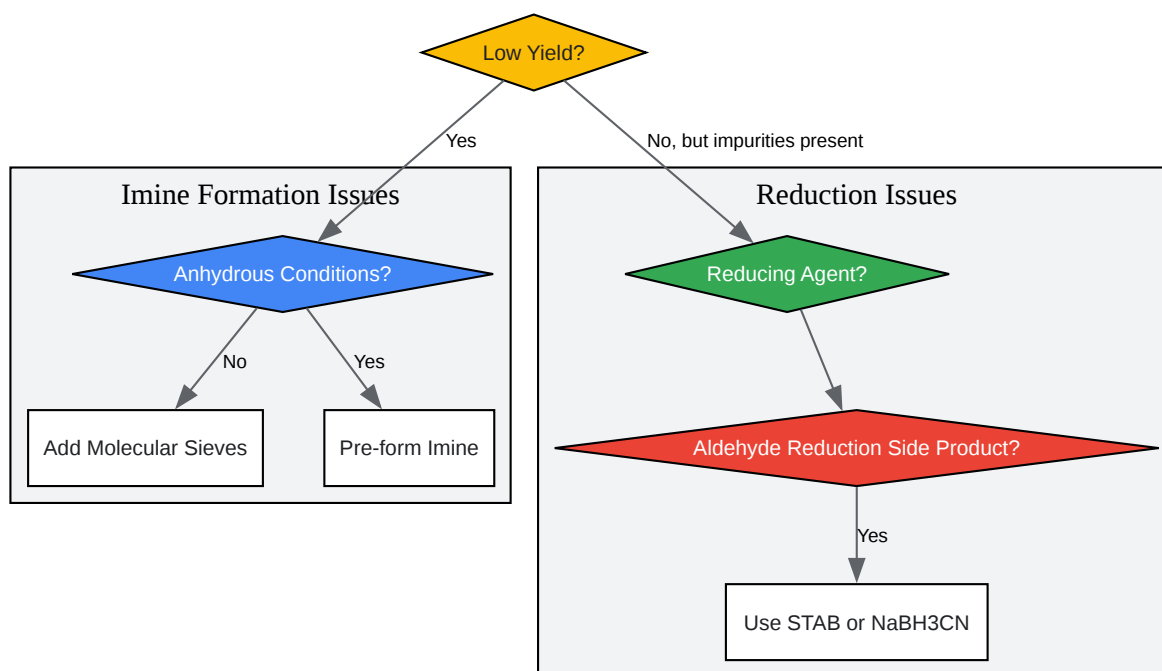 Low Yield?
Yes
No, but impurities present
Imine Formation Issues
Reduction Issues
Anhydrous Conditions?
Reducing Agent?
No
Yes
Add Molecular Sieves
Pre-form Imine
Aldehyde Reduction Side Product?
Yes
Use STAB or NaBH3CN